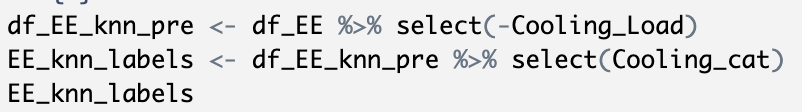 df_EE_knn_pre <- df_EE %>% select(-Cooling_Load)
EE_knn_labels <- df_EE_knn_pre %>% select(Cooling_cat)
EE_knn_labels